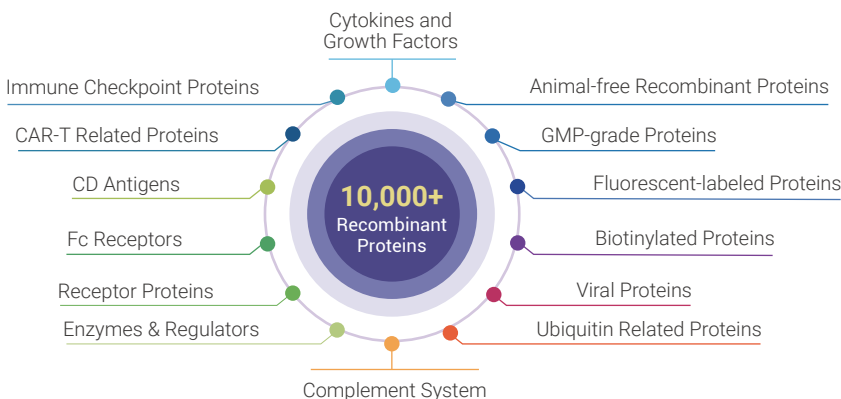 Cytokines and
Growth Factors
Immune Checkpoint Proteins
Animal-free Recombinant Proteins
CAR-T Related Proteins
GMP-grade Proteins
CD Antigens
Fluorescent-labeled Proteins
10,000+
Recombinant
Proteins
Fc Receptors
Biotinylated Proteins
Receptor Proteins
Viral Proteins
Enzymes & Regulators
Ubiquitin Related Proteins
Complement System